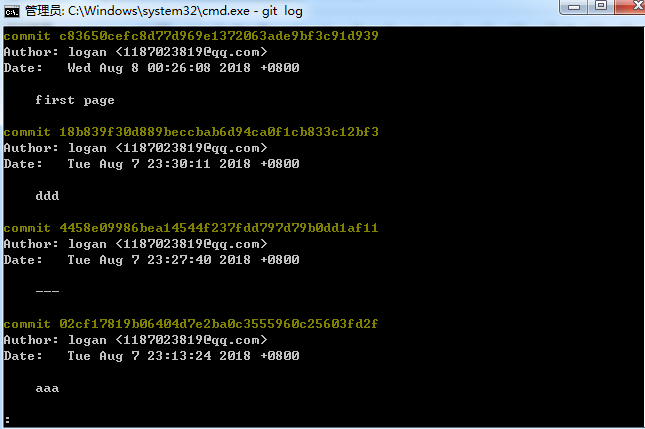 管理员: C:\Windows\system32\cmd.exe - git  log
commit c83650cefc8d77d969e1372063ade9bf3c91d939
Author: logan <1187023819@qq.com>
Date:   Wed Aug 8 00:26:08 2018 +0800
first page
commit 18b839f30d889beccbab6d94ca0f1cb833c12bf3
Author: logan <1187023819@qq.com>
Date:   Tue Aug 7 23:30:11 2018 +0800
ddd
commit 4458e09986bea14544f237fdd797d79b0dd1af11
Author: logan <1187023819@qq.com>
Date:   Tue Aug 7 23:27:40 2018 +0800
---
commit 02cf17819b06404d7e2ba0c3555960c25603fd2f
Author: logan <1187023819@qq.com>
Date:   Tue Aug 7 23:13:24 2018 +0800
aaa
: